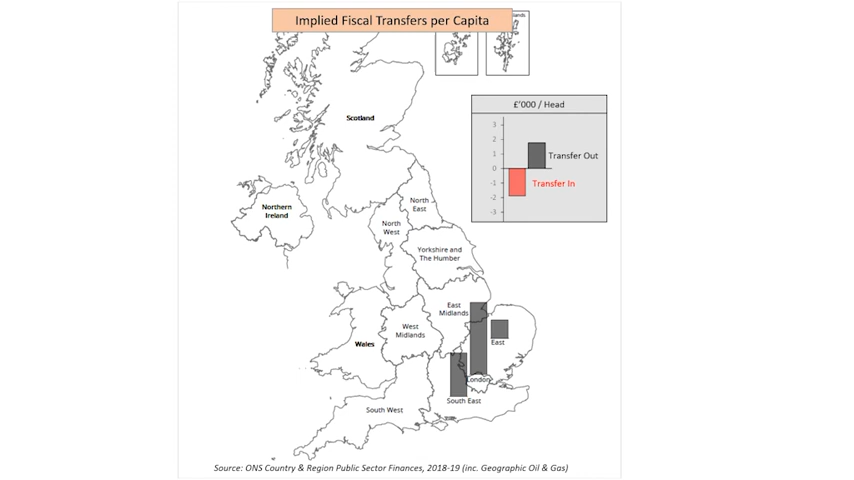 Implied Fiscal Transfers per Capita
£'000 / Head
3
2
1
0
-1
-2
-3
Transfer Out
Transfer In
Scotland
Northern
Ireland
North
East
North
West
Yorkshire and
The Humber
East
Midlands
West
Midlands
East
Wales
London
South East
South West
Source: ONS Country & Region Public Sector Finances, 2018-19 (inc. Geographic Oil & Gas)